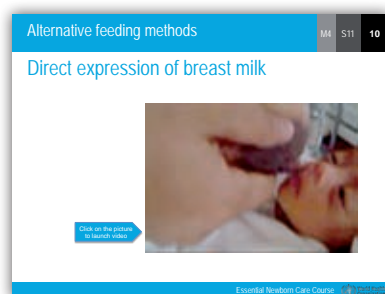 Alternative feeding methods
M4 S11 10
Direct expression of breast milk
Click on the picture
to launch video
Essential Newborn Care Course